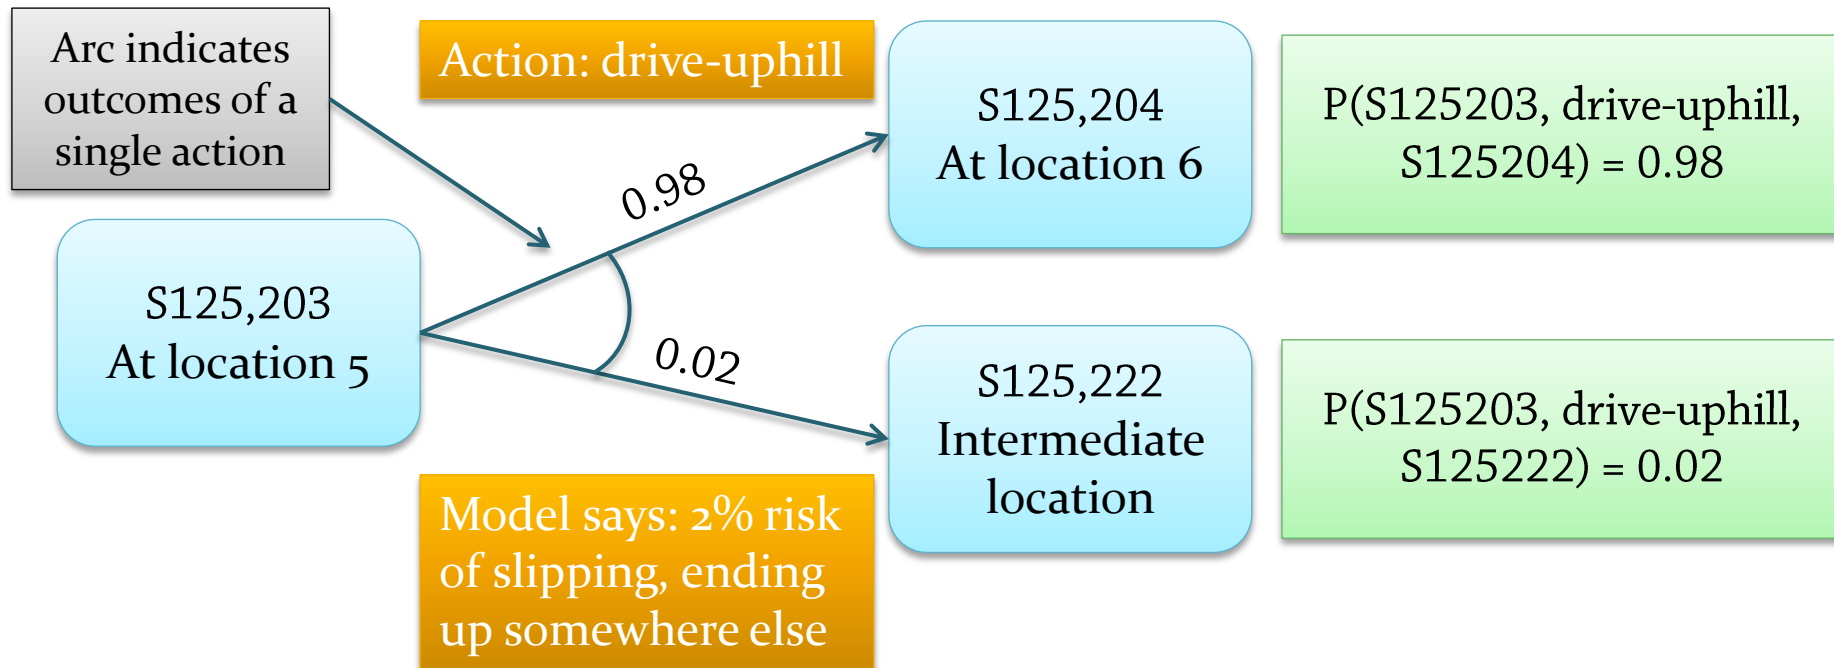 Arc indicates
outcomes of a
single action
Action: drive-uphill
S125,204
At location 6
P(S125203, drive-uphill,
S125204) = 0.98
0.98
S125,203
At location 5
0.02
S125,222
Intermediate
location
P(S125203, drive-uphill,
S125222) = 0.02
Model says: 2% risk
of slipping, ending
up somewhere else